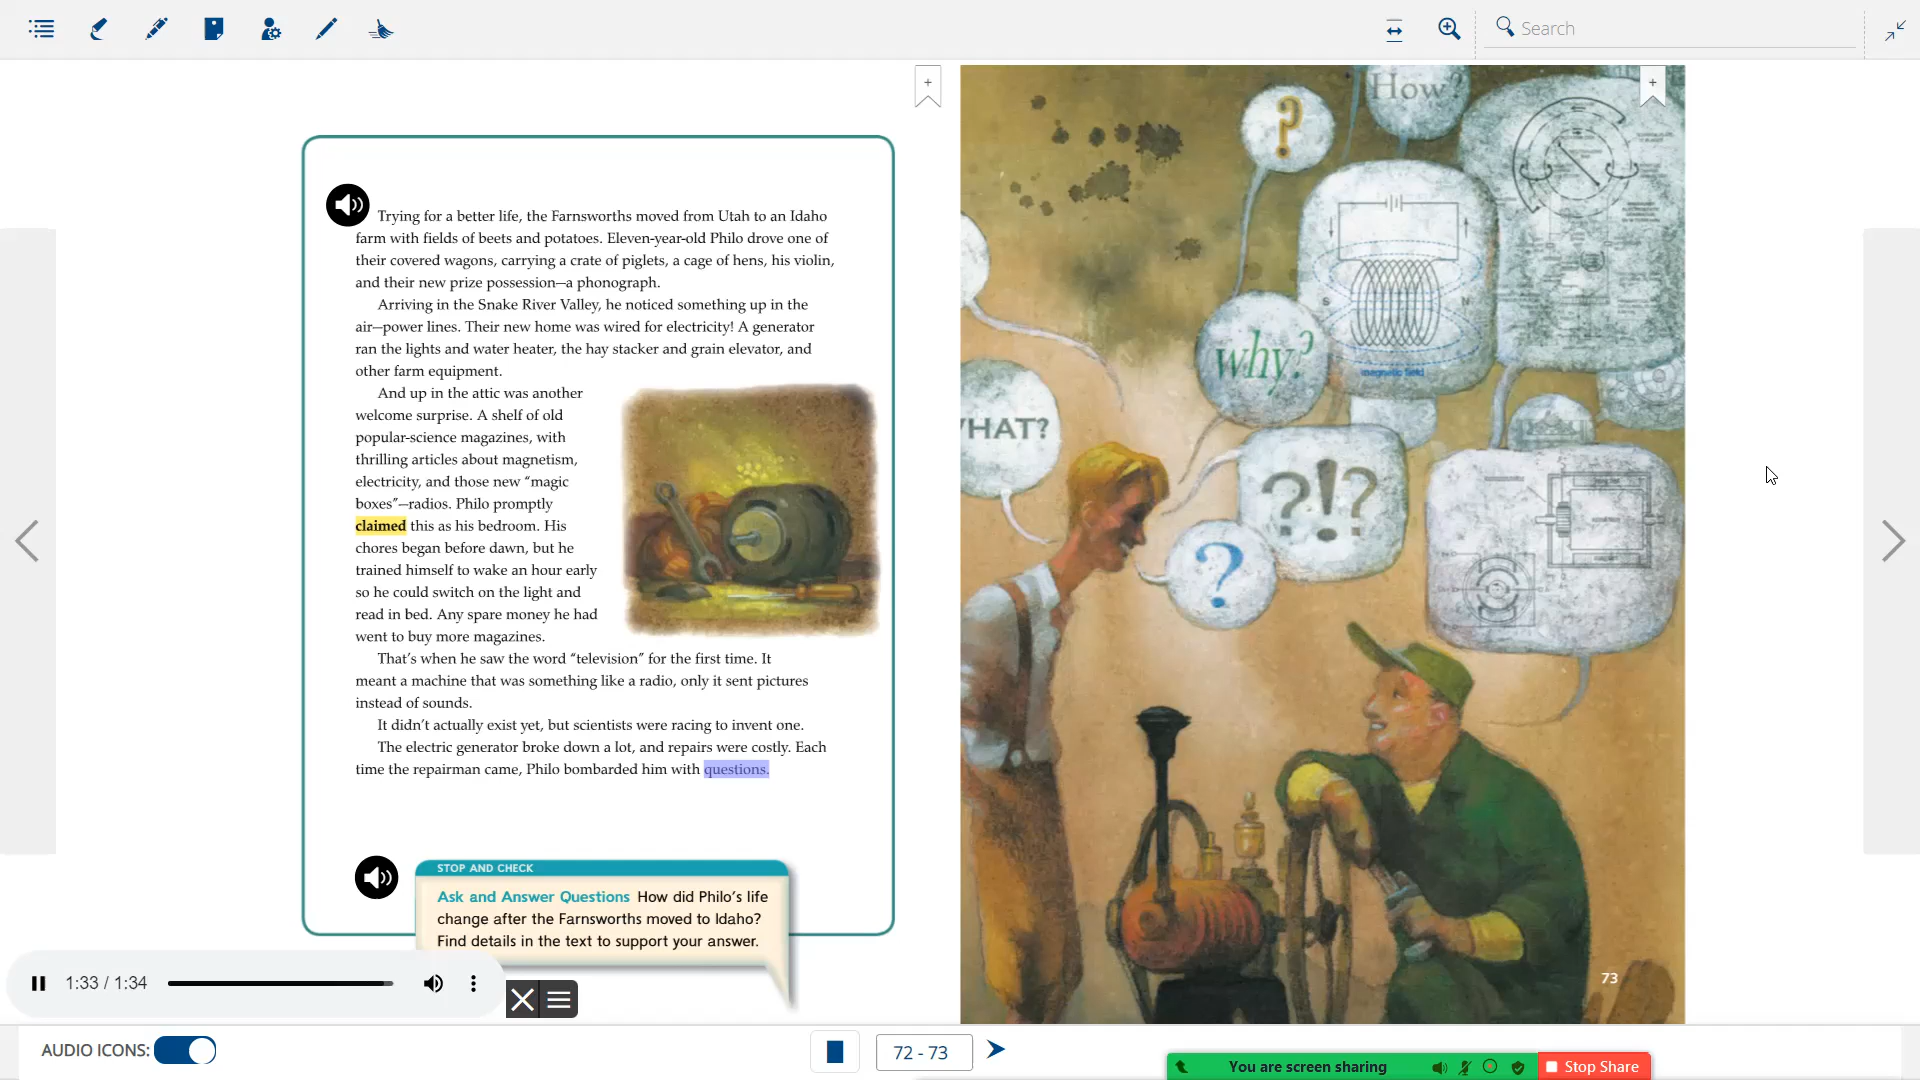 Search
Trying for a better life, the Farnsworths moved from Utah to an Idaho
farm with fields of beets and potatoes. Eleven-year-old Philo drove one of
their covered wagons, carrying a crate of piglets, a cage of hens, his violin,
and their new prize possession—a phonograph.
Arriving in the Snake River Valley, he noticed something up in the
air—power lines. Their new home was wired for electricity! A generator
ran the lights and water heater, the hay stacker and grain elevator, and
other farm equipment.
And up in the attic was another
welcome surprise. A shelf of old
popular-science magazines, with
thrilling articles about magnetism,
electricity, and those new “magic
boxes”—radios. Philo promptly
claimed this as his bedroom. His
chores began before dawn, but he
trained himself to wake an hour early
so he could switch on the light and
read in bed. Any spare money he had
went to buy more magazines.
That’s when he saw the word “television” for the first time. It
meant a machine that was something like a radio, only it sent pictures
instead of sounds.
It didn’t actually exist yet, but scientists were racing to invent one.
The electric generator broke down a lot, and repairs were costly. Each
time the repairman came, Philo bombarded him with questions.
STOP AND CHECK
Ask and Answer Questions How did Philo’s life
change after the Farnsworths moved to Idaho?
Find details in the text to support your answer.
?
How?
S N
magnetic field
why?
HAT?
?!?
?
73
1:33 / 1:34
AUDIO ICONS:
72 - 73
You are screen sharing
Stop Share